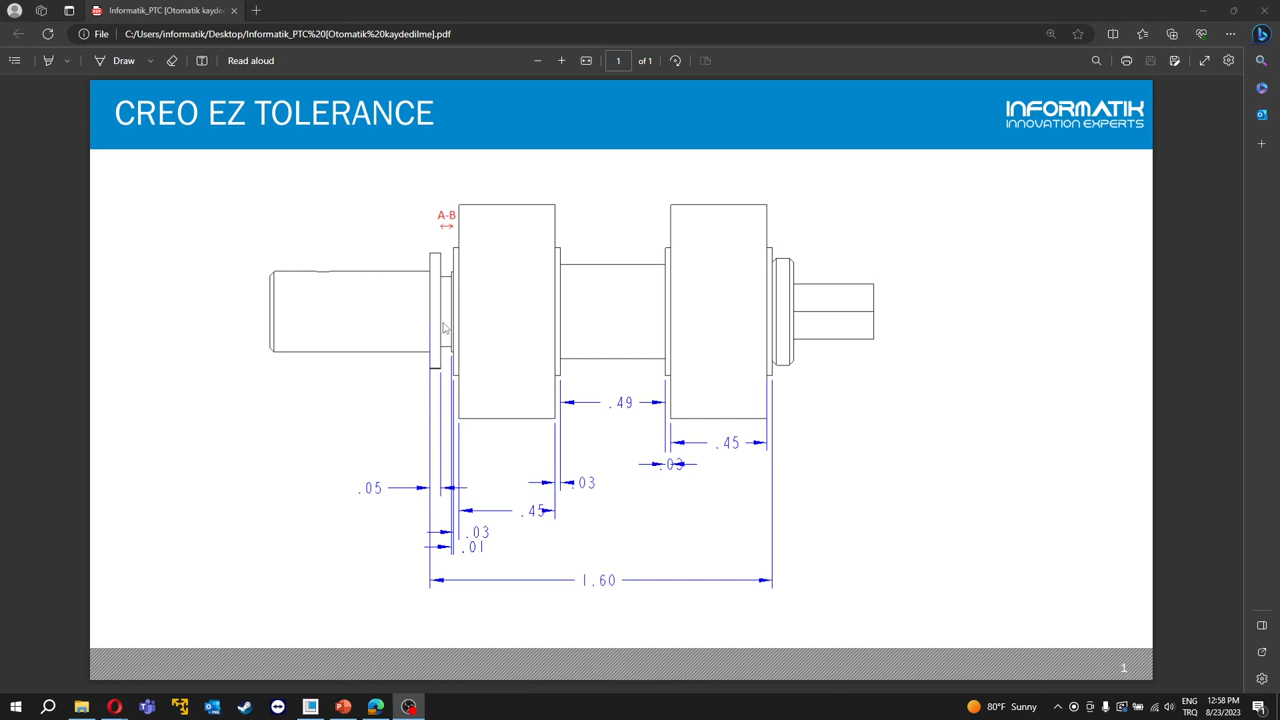 Informatik_PTC [Otomatik kayded
File
C:/Users/informatik/Desktop/Informatik_PTC%20[Otomatik%20kaydedilme].pdf
Draw
Read aloud
1
of 1
CREO EZ TOLERANCE
INFORMATIK
INNOVATION EXPERTS
A-B
.49
.45
.03
.03
.05
.45
.03
.01
1.60
1
80°F Sunny
ENG
TRQ
12:58 PM
8/23/2023